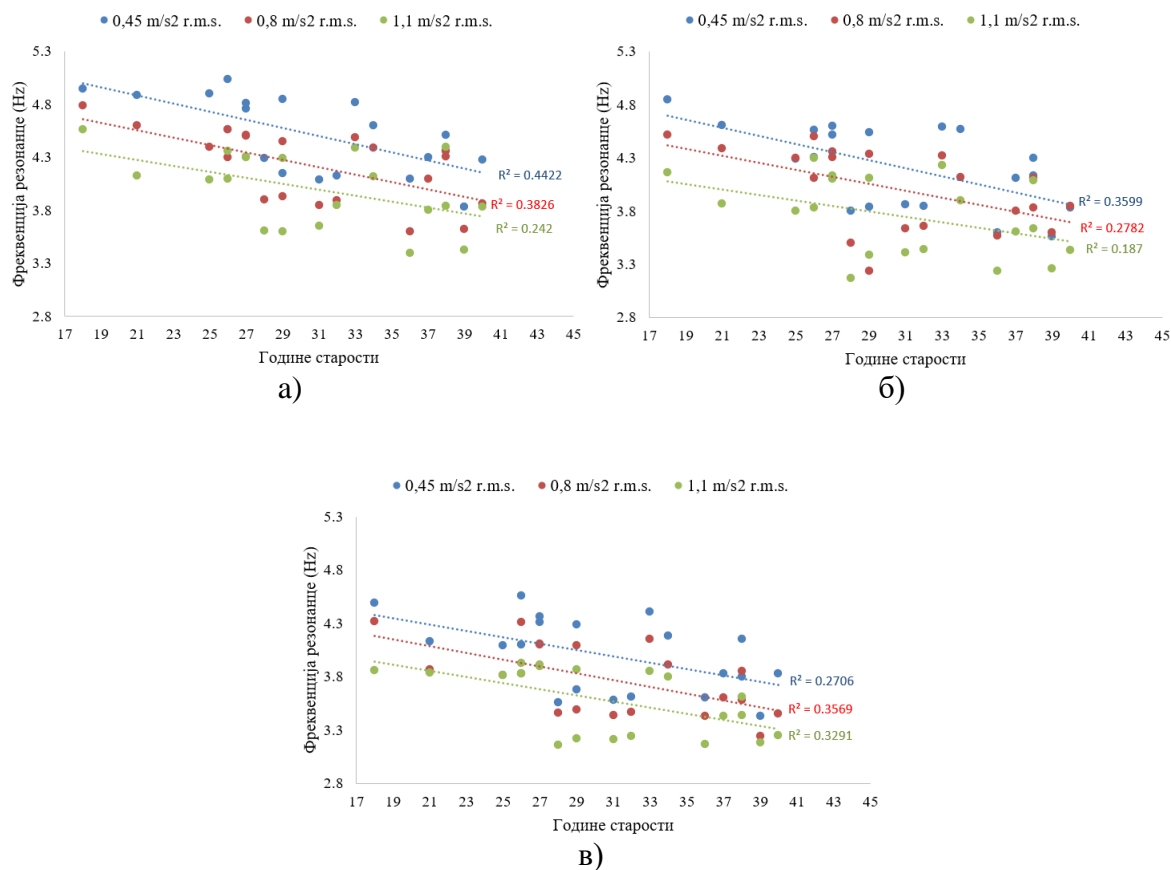 0,45 m/s2 r.m.s. 0,8 m/s2 r.m.s. 1,1 m/s2 r.m.s.
5.3
4.8
4.3
3.8
3.3
2.8
Фреквенција резонанце (Hz)
R² = 0.4422
R² = 0.3826
R² = 0.242
17 19 21 23 25 27 29 31 33 35 37 39 41 43 45
Године старости
а)
0,45 m/s2 r.m.s. 0,8 m/s2 r.m.s. 1,1 m/s2 r.m.s.
5.3
4.8
4.3
3.8
3.3
2.8
Фреквенција резонанце (Hz)
R² = 0.3599
R² = 0.2782
R² = 0.187
17 19 21 23 25 27 29 31 33 35 37 39 41 43 45
Године старости
б)
0,45 m/s2 r.m.s. 0,8 m/s2 r.m.s. 1,1 m/s2 r.m.s.
5.3
4.8
4.3
3.8
3.3
2.8
Фреквенција резонанце (Hz)
R² = 0.2706
R² = 0.3569
R² = 0.3291
17 19 21 23 25 27 29 31 33 35 37 39 41 43 45
Године старости
в)